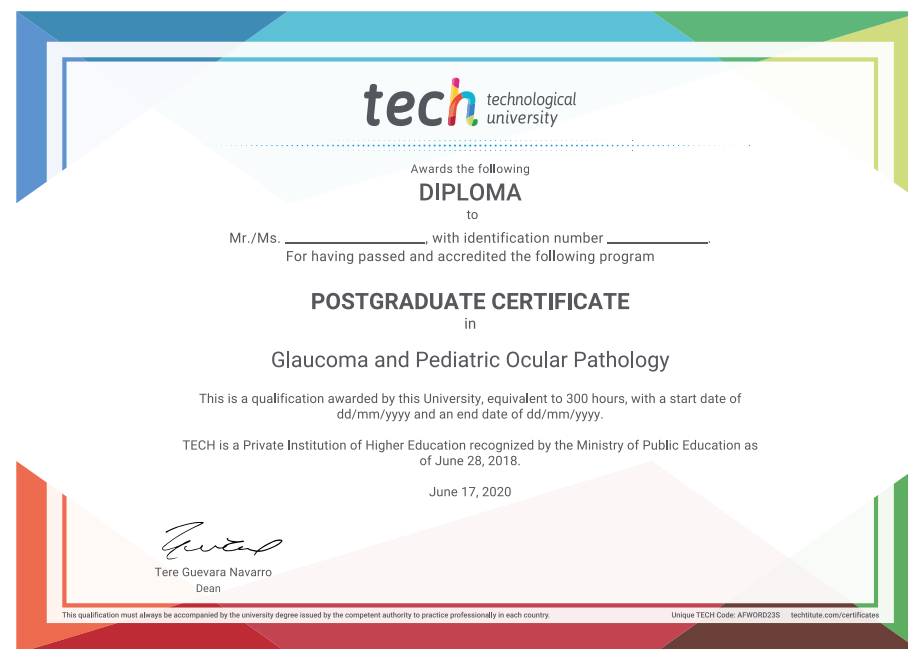 tech technological
university
Awards the following
DIPLOMA
to
Mr./Ms. ____________________, with identification number ______________.
For having passed and accredited the following program
POSTGRADUATE CERTIFICATE
in
Glaucoma and Pediatric Ocular Pathology
This is a qualification awarded by this University, equivalent to 300 hours, with a start date of
dd/mm/yyyy and an end date of dd/mm/yyyy.
TECH is a Private Institution of Higher Education recognized by the Ministry of Public Education as
of June 28, 2018.
June 17, 2020
Tere Guevara Navarro
Dean
This qualification must always be accompanied by the university degree issued by the competent authority to practice professionally in each country.
Unique TECH Code: AFWORD23S techtitute.com/certificates